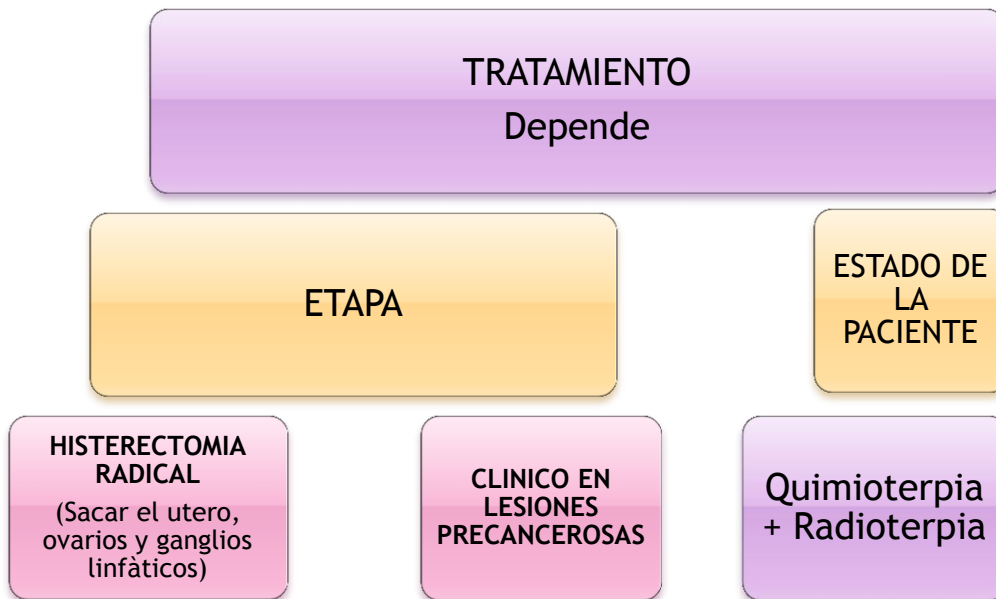 TRATAMIENTO
Depende
ETAPA
ESTADO DE
LA
PACIENTE
HISTERECTOMIA
RADICAL
(Sacar el utero,
ovarios y ganglios
linfàticos)
CLINICO EN
LESIONES
PRECANCEROSAS
Quimioterpia
+ Radioterpia